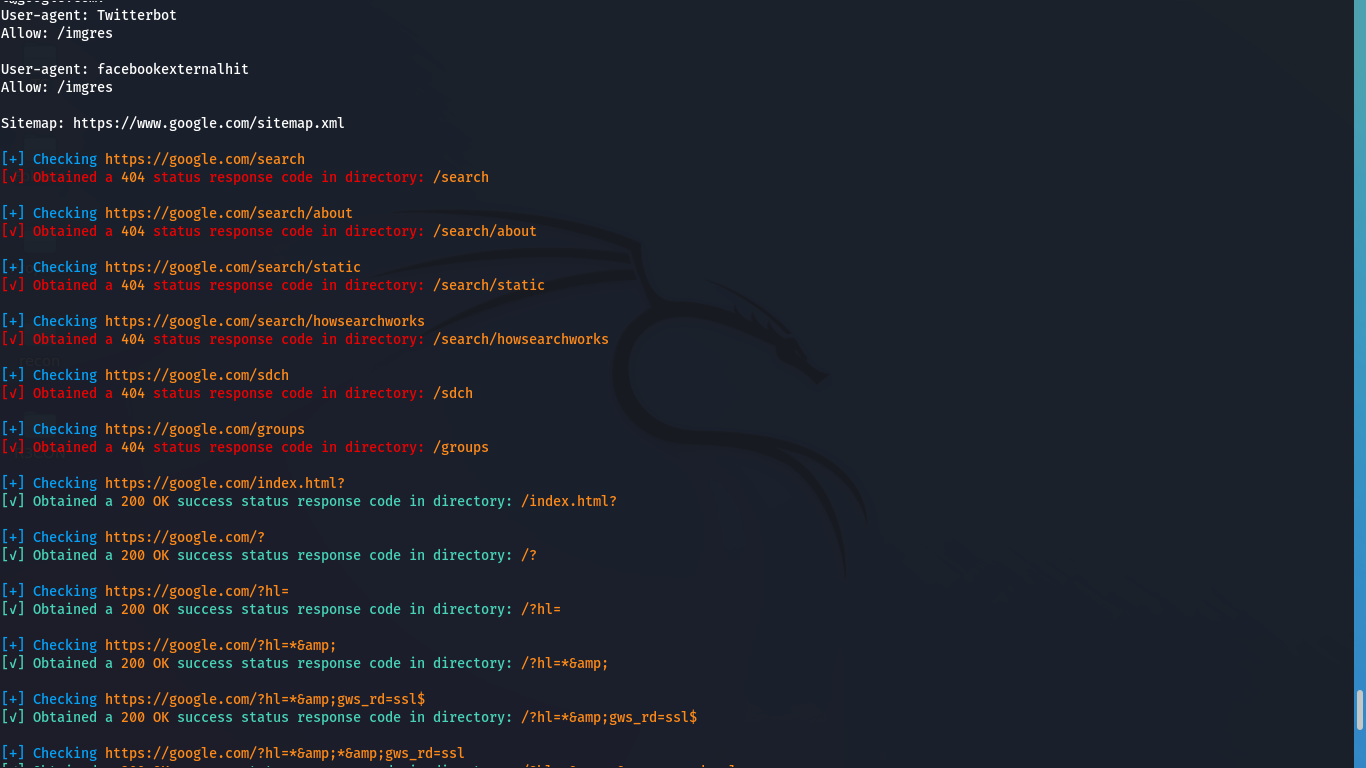 User-agent: Twitterbot
Allow: /imgres
User-agent: facebookexternalhit
Allow: /imgres
Sitemap: https://www.google.com/sitemap.xml
[+] Checking https://google.com/search
[√] Obtained a 404 status response code in directory: /search
[+] Checking https://google.com/search/about
[√] Obtained a 404 status response code in directory: /search/about
[+] Checking https://google.com/search/static
[√] Obtained a 404 status response code in directory: /search/static
[+] Checking https://google.com/search/howsearchworks
[√] Obtained a 404 status response code in directory: /search/howsearchworks
[+] Checking https://google.com/sdch
[√] Obtained a 404 status response code in directory: /sdch
[+] Checking https://google.com/groups
[√] Obtained a 404 status response code in directory: /groups
[+] Checking https://google.com/index.html?
[√] Obtained a 200 OK success status response code in directory: /index.html?
[+] Checking https://google.com/?
[√] Obtained a 200 OK success status response code in directory: /?
[+] Checking https://google.com/?hl=
[√] Obtained a 200 OK success status response code in directory: /?hl=
[+] Checking https://google.com/?hl=*&amp;
[√] Obtained a 200 OK success status response code in directory: /?hl=*&amp;
[+] Checking https://google.com/?hl=*&amp;gws_rd=ssl$
[√] Obtained a 200 OK success status response code in directory: /?hl=*&amp;gws_rd=ssl$
[+] Checking https://google.com/?hl=*&amp;*&amp;gws_rd=ssl